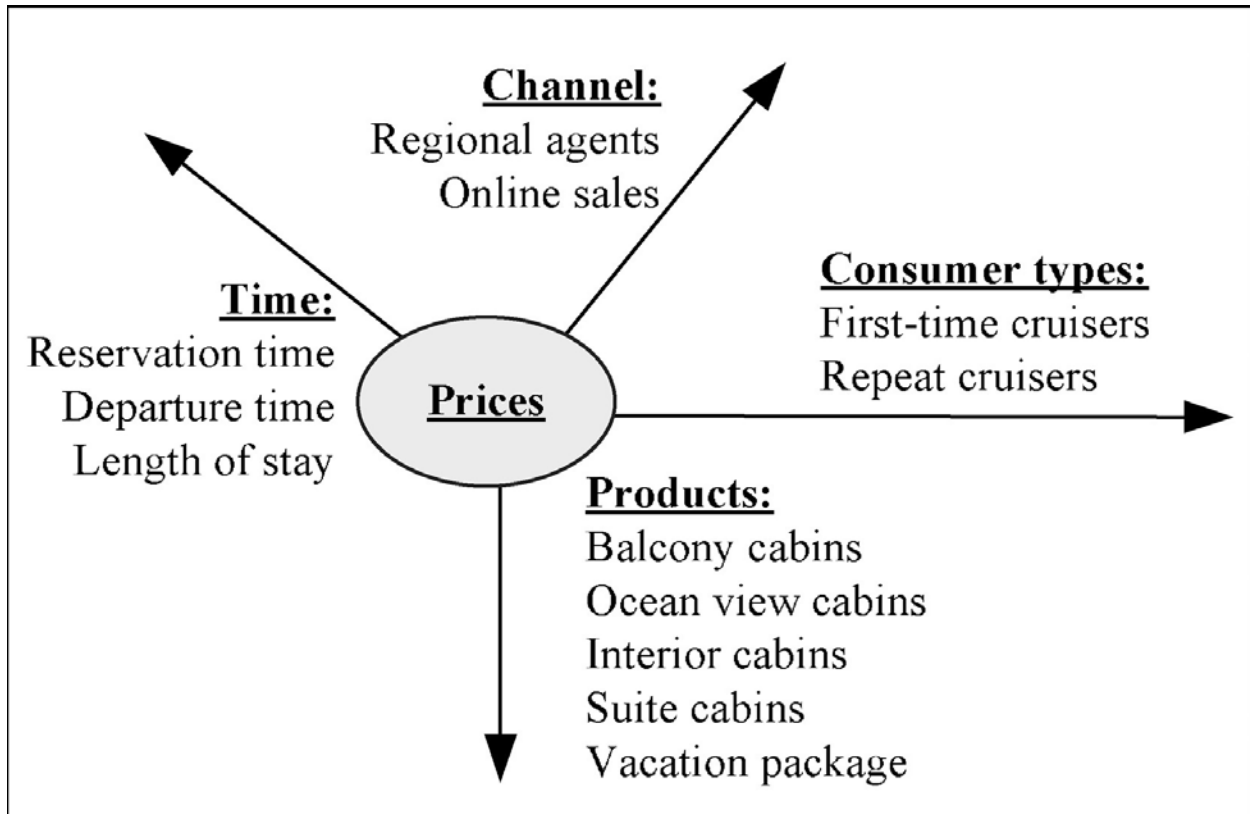 Channel:
Regional agents
Online sales
Time:
Reservation time
Departure time
Length of stay
Prices
Consumer types:
First-time cruisers
Repeat cruisers
Products:
Balcony cabins
Ocean view cabins
Interior cabins
Suite cabins
Vacation package